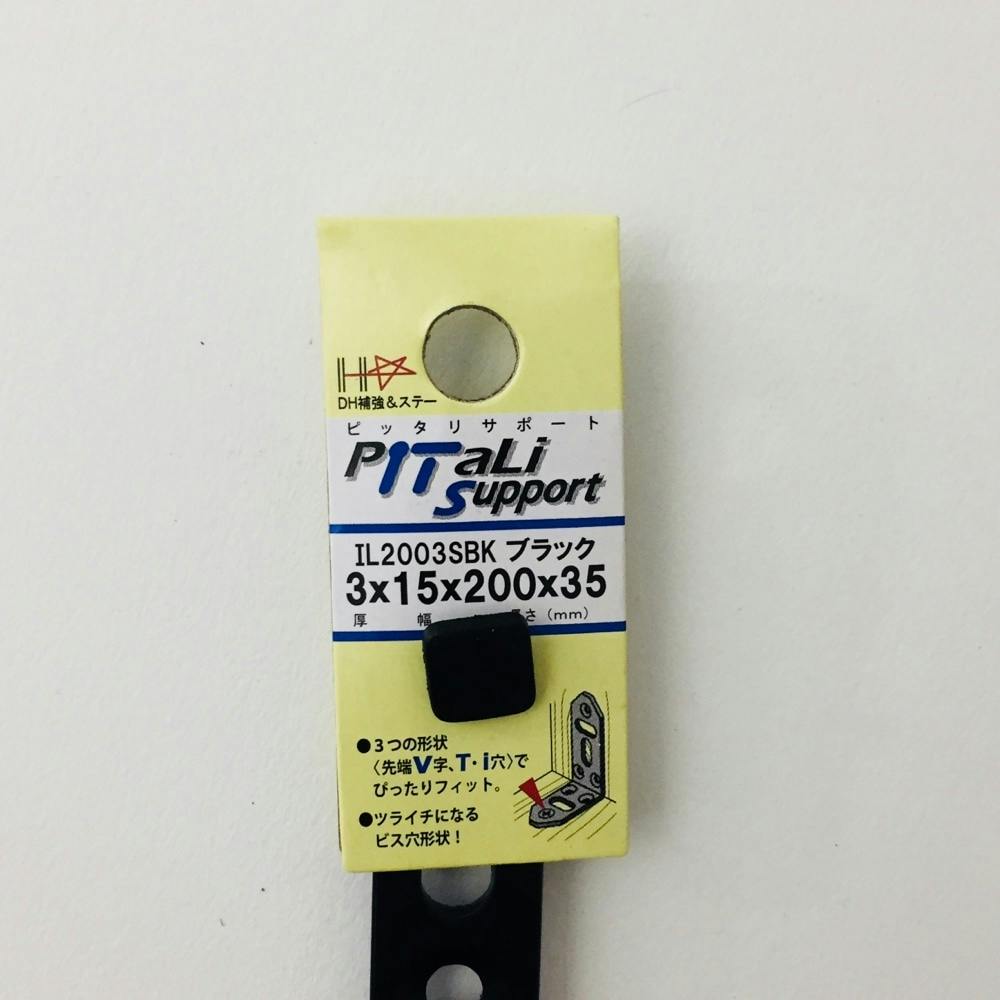 DH補強&ステー
ピッタリサポート
PiTaLi
Support
IL2003SBK ブラック
3x15x200x35
厚 幅 さ (mm)
●3つの形状
〈先端V字、T・i穴〉で
ぴったりフィット。
●ツライチになる
ビス穴形状!